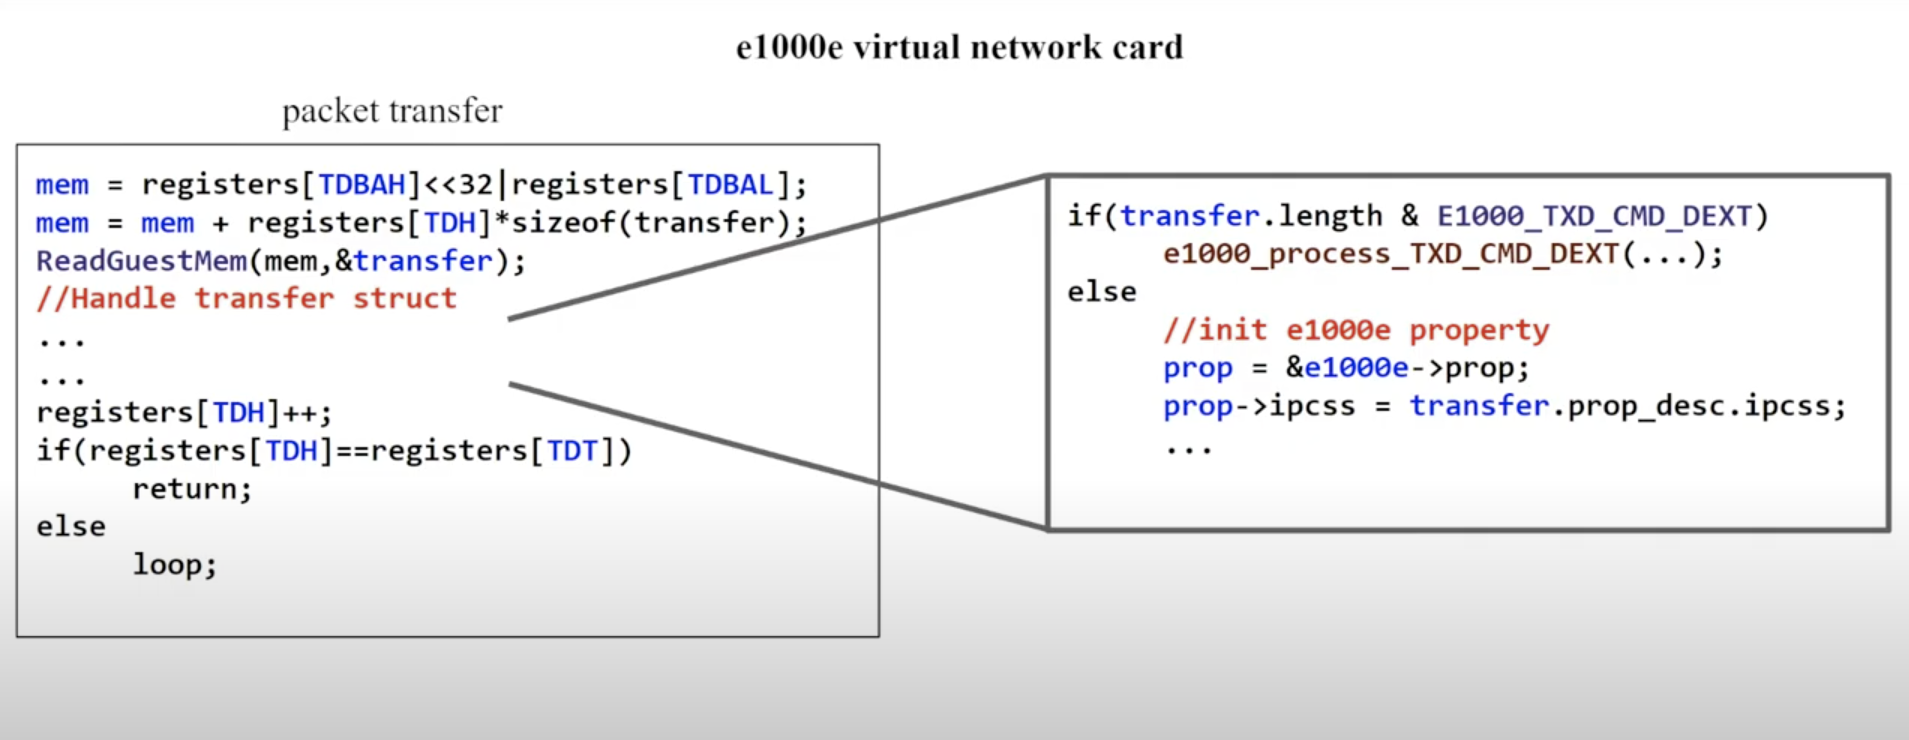 e1000e virtual network card
packet transfer
mem = registers[TDBAH]<<32|registers[TDBAL];
mem = mem + registers[TDH]*sizeof(transfer);
ReadGuestMem(mem,&transfer);
//Handle transfer struct
...
...
registers[TDH]++;
if(registers[TDH]==registers[TDT])
return;
else
loop;
if(transfer.length & E1000_TXD_CMD_DEXT)
e1000_process_TXD_CMD_DEXT(...);
else
//init e1000e property
prop = &e1000e->prop;
prop->ipcss = transfer.prop_desc.ipcss;
...